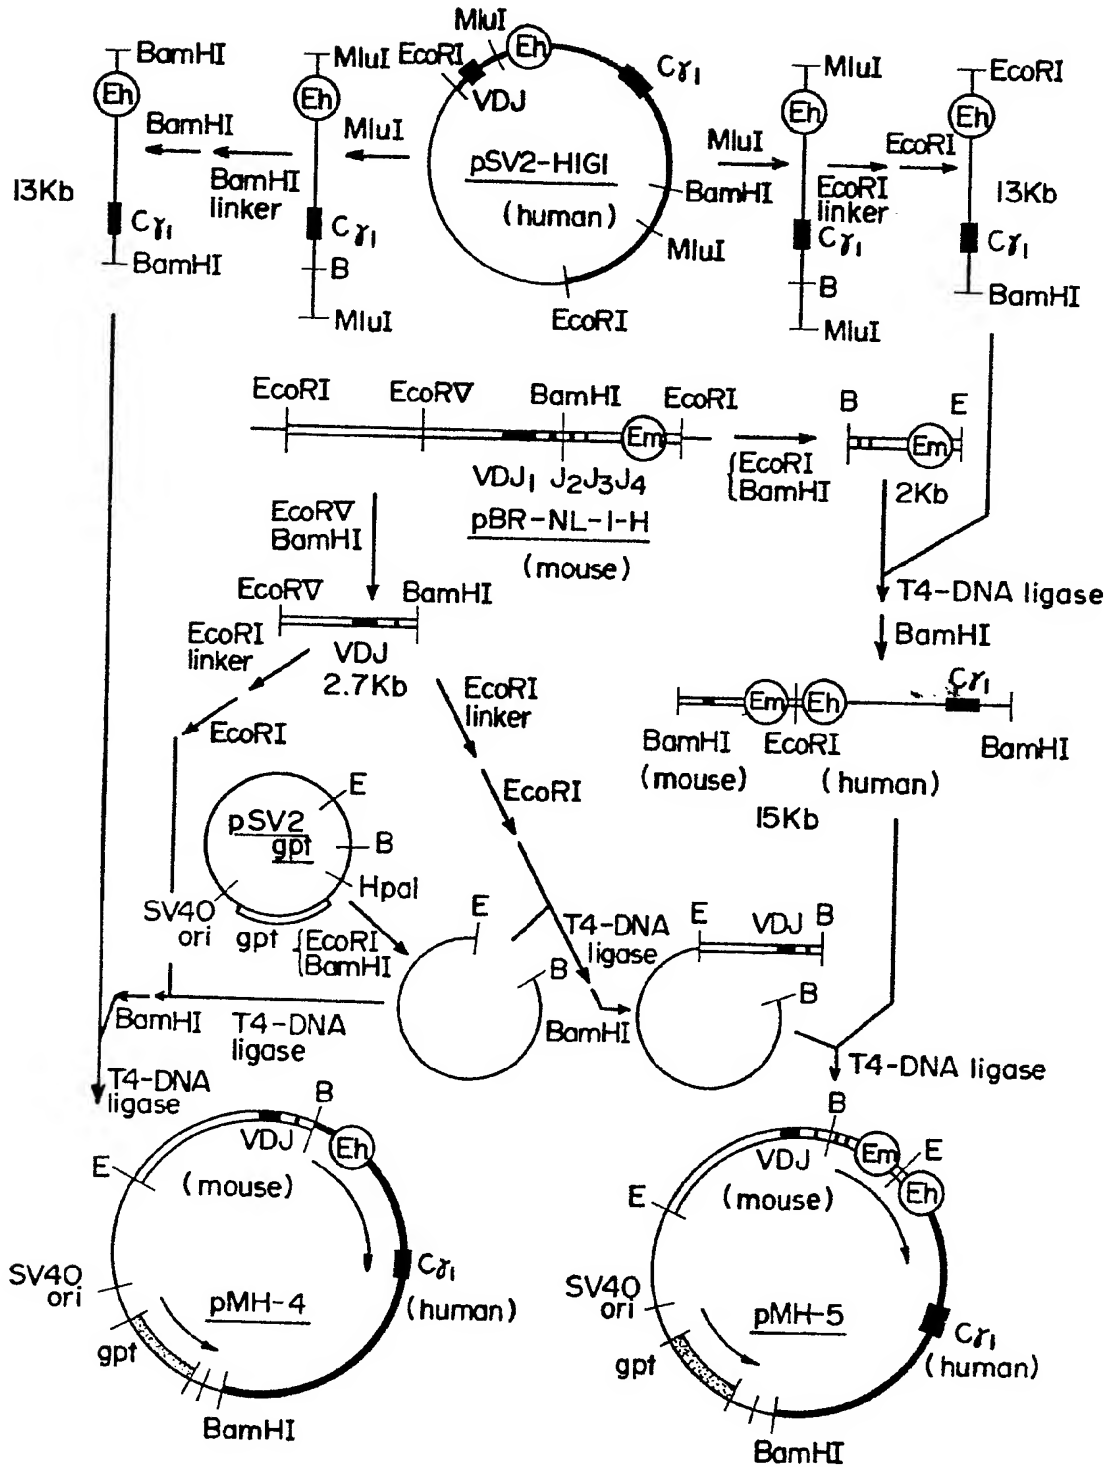 BamHI
Eh
BamHI
13Kb
Cγ1
BamHI
BamHI
linker
MluI
Eh
Cγ1
B
MluI
MluI
MluI
EcoRI
VDJ
Eh
Cγ1
pSV2-HIGI
(human)
BamHI
MluI
EcoRI
MluI
MluI
Eh
EcoRI
linker
Cγ1
B
MluI
EcoRI
EcoRI
Eh
13Kb
Cγ1
BamHI
EcoRI
EcoRV
BamHI
EcoRI
Em
VDJ1 J2J3J4
pBR-NL-I-H
(mouse)
EcoRI
BamHI
B
E
Em
2Kb
T4-DNA ligase
BamHI
EcoRV
BamHI
EcoRV
BamHI
VDJ
2.7Kb
EcoRI
linker
EcoRI
EcoRI
linker
EcoRI
Cγ1
Em
Eh
BamHI
EcoRI
BamHI
(mouse)
(human)
15Kb
pSV2
gpt
E
B
HpaI
SV40
ori
gpt
EcoRI
BamHI
E
B
T4-DNA
ligase
BamHI
E
VDJ
B
B
BamHI
T4-DNA
ligase
T4-DNA
ligase
T4-DNA ligase
B
VDJ
Eh
E
(mouse)
SV40
ori
pMH-4
Cγ1
(human)
gpt
BamHI
B
VDJ
Em
E
Eh
E
(mouse)
SV40
ori
pMH-5
Cγ1
(human)
gpt
BamHI